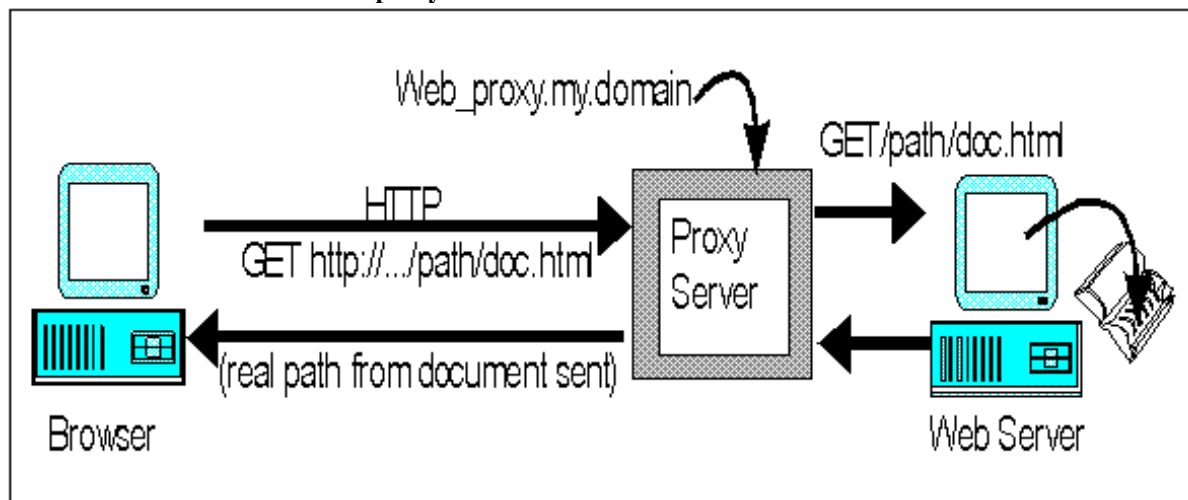 Web_proxy.my.domain
GET/path/doc.html
HTTP
GET http://.../path/doc.html
Proxy
Server
(real path from document sent)
Browser
Web Server